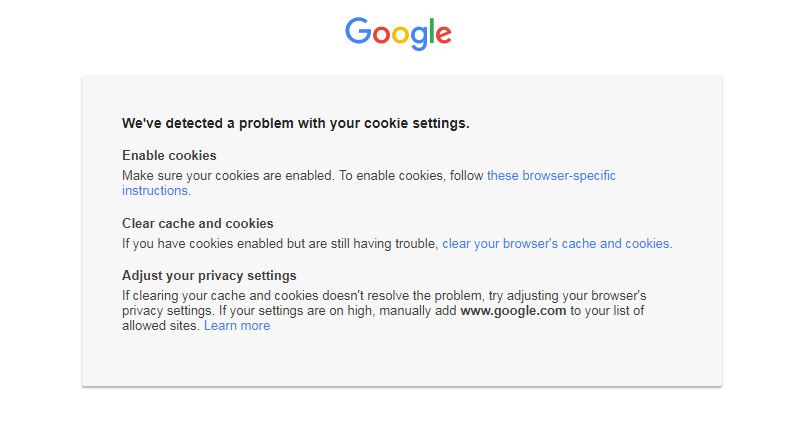 Google
We've detected a problem with your cookie settings.
Enable cookies
Make sure your cookies are enabled. To enable cookies, follow these browser-specific
instructions.
Clear cache and cookies
If you have cookies enabled but are still having trouble, clear your browser's cache and cookies.
Adjust your privacy settings
If clearing your cache and cookies doesn't resolve the problem, try adjusting your browser's
privacy settings. If your settings are on high, manually add www.google.com to your list of
allowed sites. Learn more